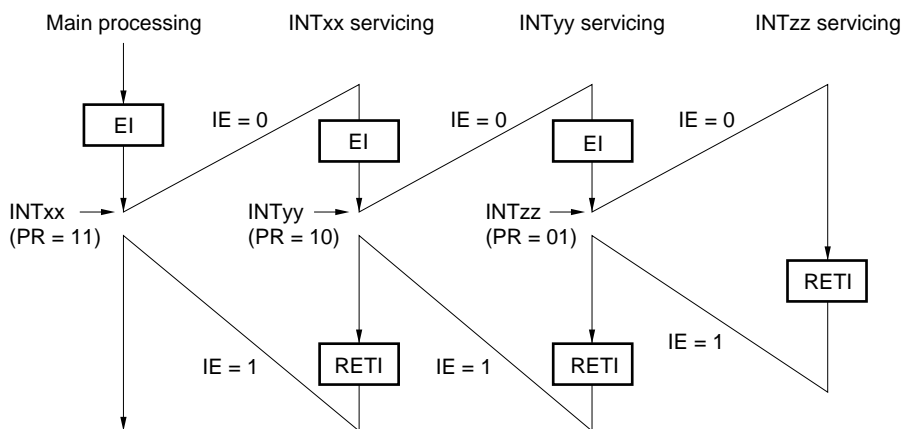 Main processing
INTxx servicing
INTyy servicing
INTzz servicing
EI
IE = 0
EI
IE = 0
EI
IE = 0
INTxx
(PR = 11)
INTyy
(PR = 10)
INTzz
(PR = 01)
RETI
IE = 1
RETI
IE = 1
RETI
IE = 1